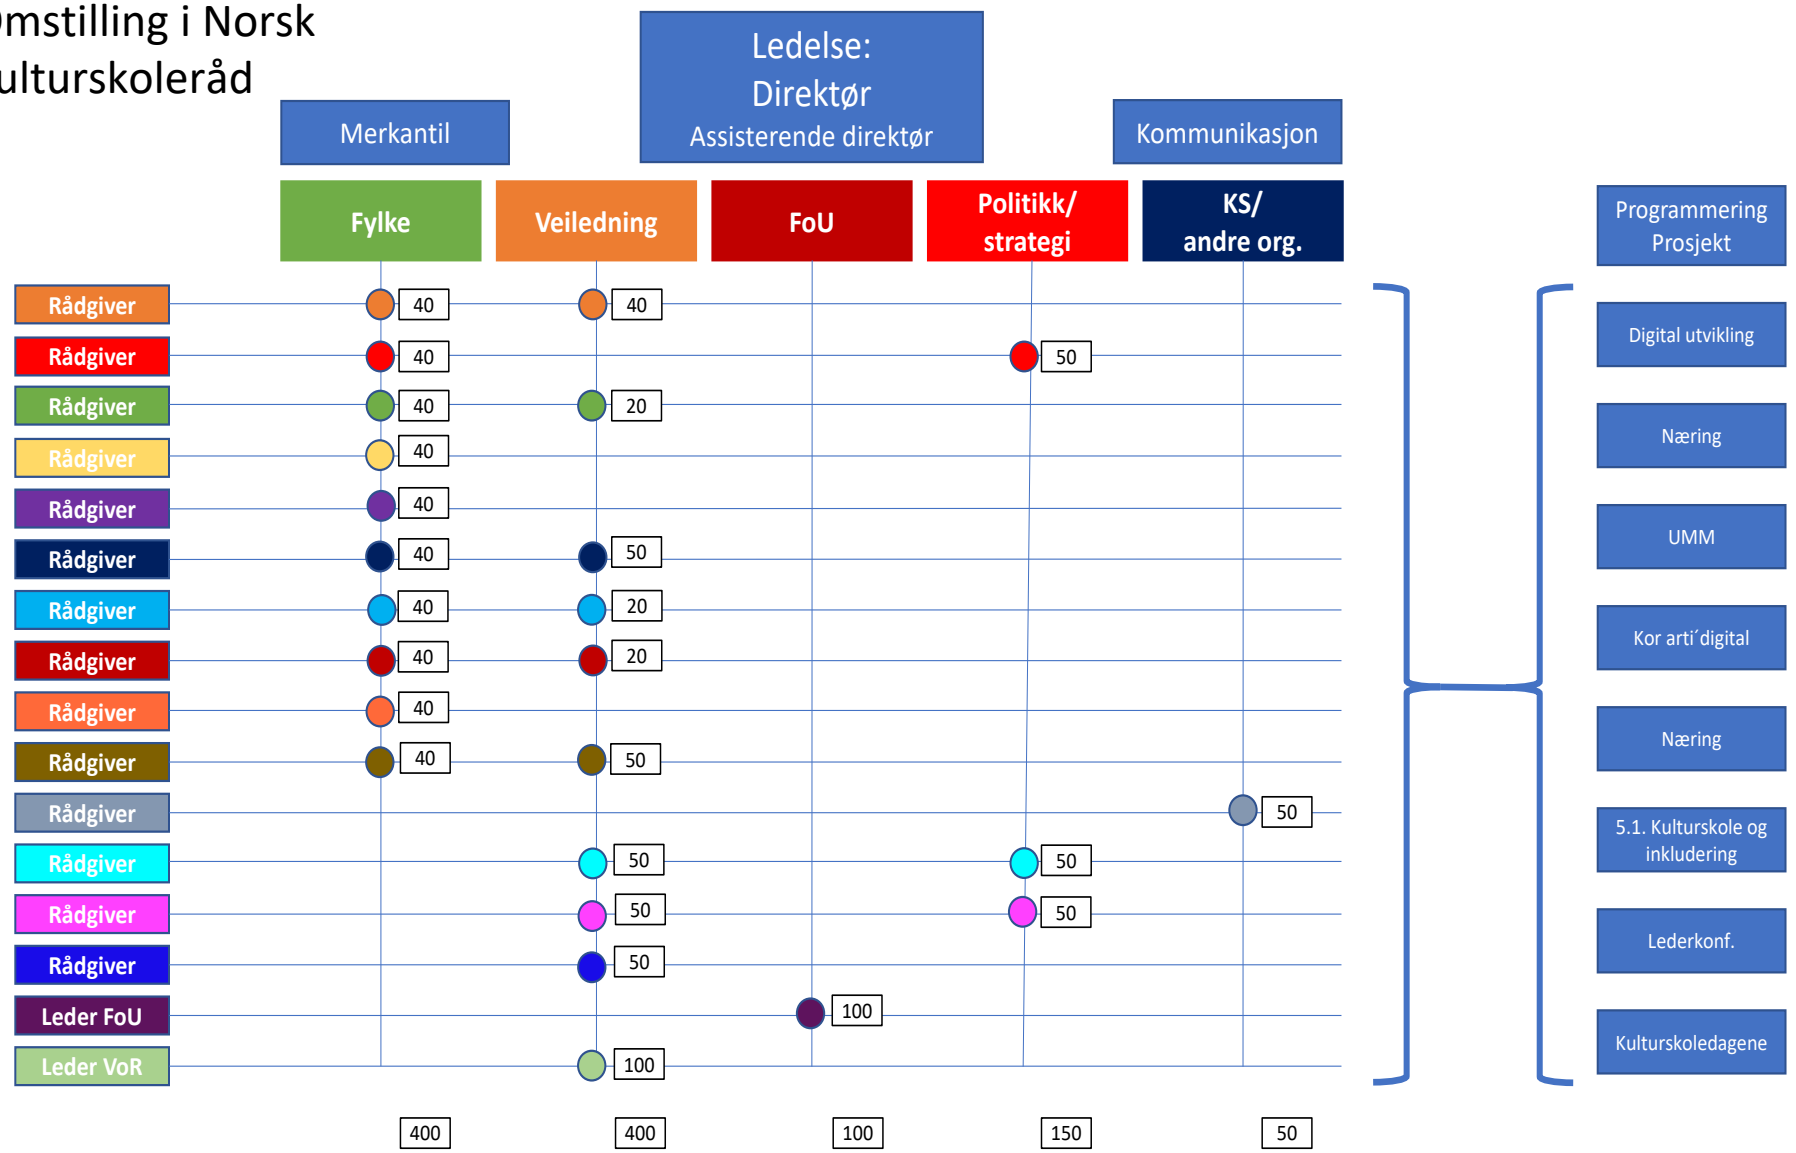 Omstilling i Norsk
ulturskoleråd
Ledelse:
Direktør
Assisterende direktør
Merkantil
Kommunikasjon
Fylke
Veiledning
FoU
Politikk/
strategi
KS/
andre org.
Programmering
Prosjekt
Rådgiver 40 40
Rådgiver 40 50
Rådgiver 40 20
Rådgiver 40
Rådgiver 40
Rådgiver 40 50
Rådgiver 40 20
Rådgiver 40 20
Rådgiver 40
Rådgiver 40 50
Rådgiver 50
Rådgiver 50 50
Rådgiver 50 50
Rådgiver 50
Leder FoU 100
Leder VoR 100
400 400 100 150 50
Digital utvikling
Næring
UMM
Kor arti´digital
Næring
5.1. Kulturskole og
inkludering
Lederkonf.
Kulturskoledagene